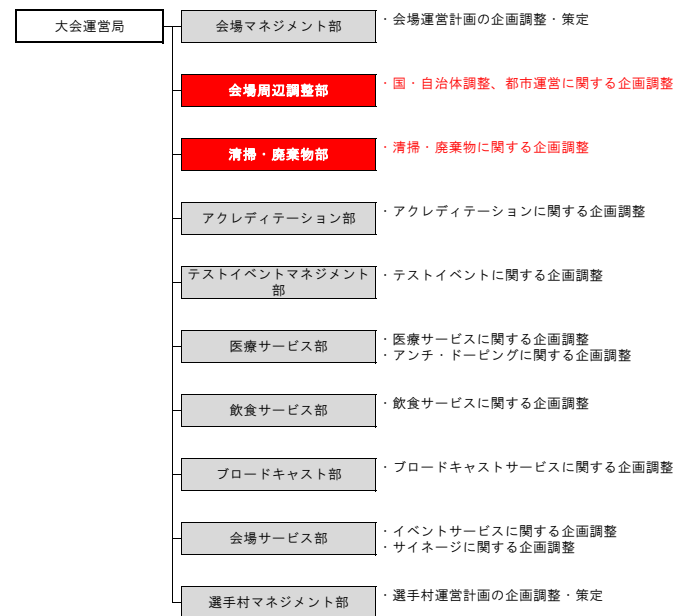 大会運営局
会場マネジメント部
・会場運営計画の企画調整・策定
会場周辺調整部
・国・自治体調整、都市運営に関する企画調整
清掃・廃棄物部
・清掃・廃棄物に関する企画調整
アクレディテーション部
・アクレディテーションに関する企画調整
テストイベントマネジメント
部
・テストイベントに関する企画調整
医療サービス部
・医療サービスに関する企画調整
・アンチ・ドーピングに関する企画調整
飲食サービス部
・飲食サービスに関する企画調整
ブロードキャスト部
・ブロードキャストサービスに関する企画調整
会場サービス部
・イベントサービスに関する企画調整
・サイネージに関する企画調整
選手村マネジメント部
・選手村運営計画の企画調整・策定